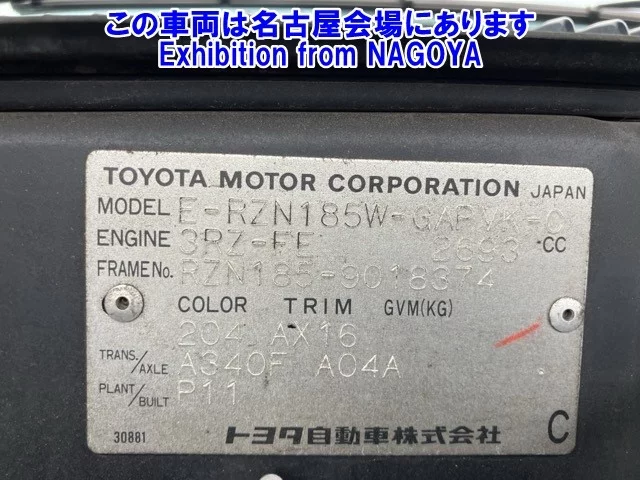 この車両は名古屋会場にあります
Exhibition from NAGOYA
TOYOTA MOTOR CORPORATION JAPAN
MODEL E-RZN185W-GAPVK-C
ENGINE 3RZ-FE 2693 CC
FRAME No. RZN185-9018374
COLOR TRIM GVM(KG)
204 AX16
TRANS./AXLE A340F A04A
PLANT/BUILT P11
30881 トヨタ自動車株式会社 C